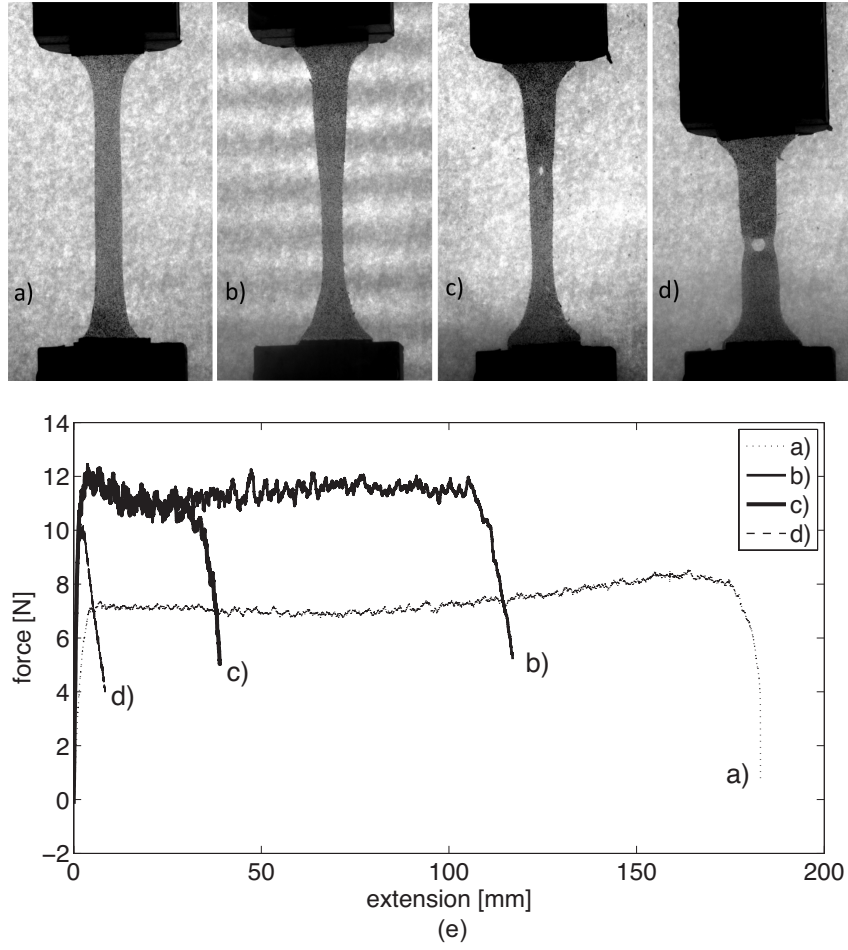 a)
b)
c)
d)
14
12
10
8
6
4
2
0
−2
0
50
100
150
200
force [N]
extension [mm]
a)
b)
c)
d)
d)
c)
b)
a)
(e)